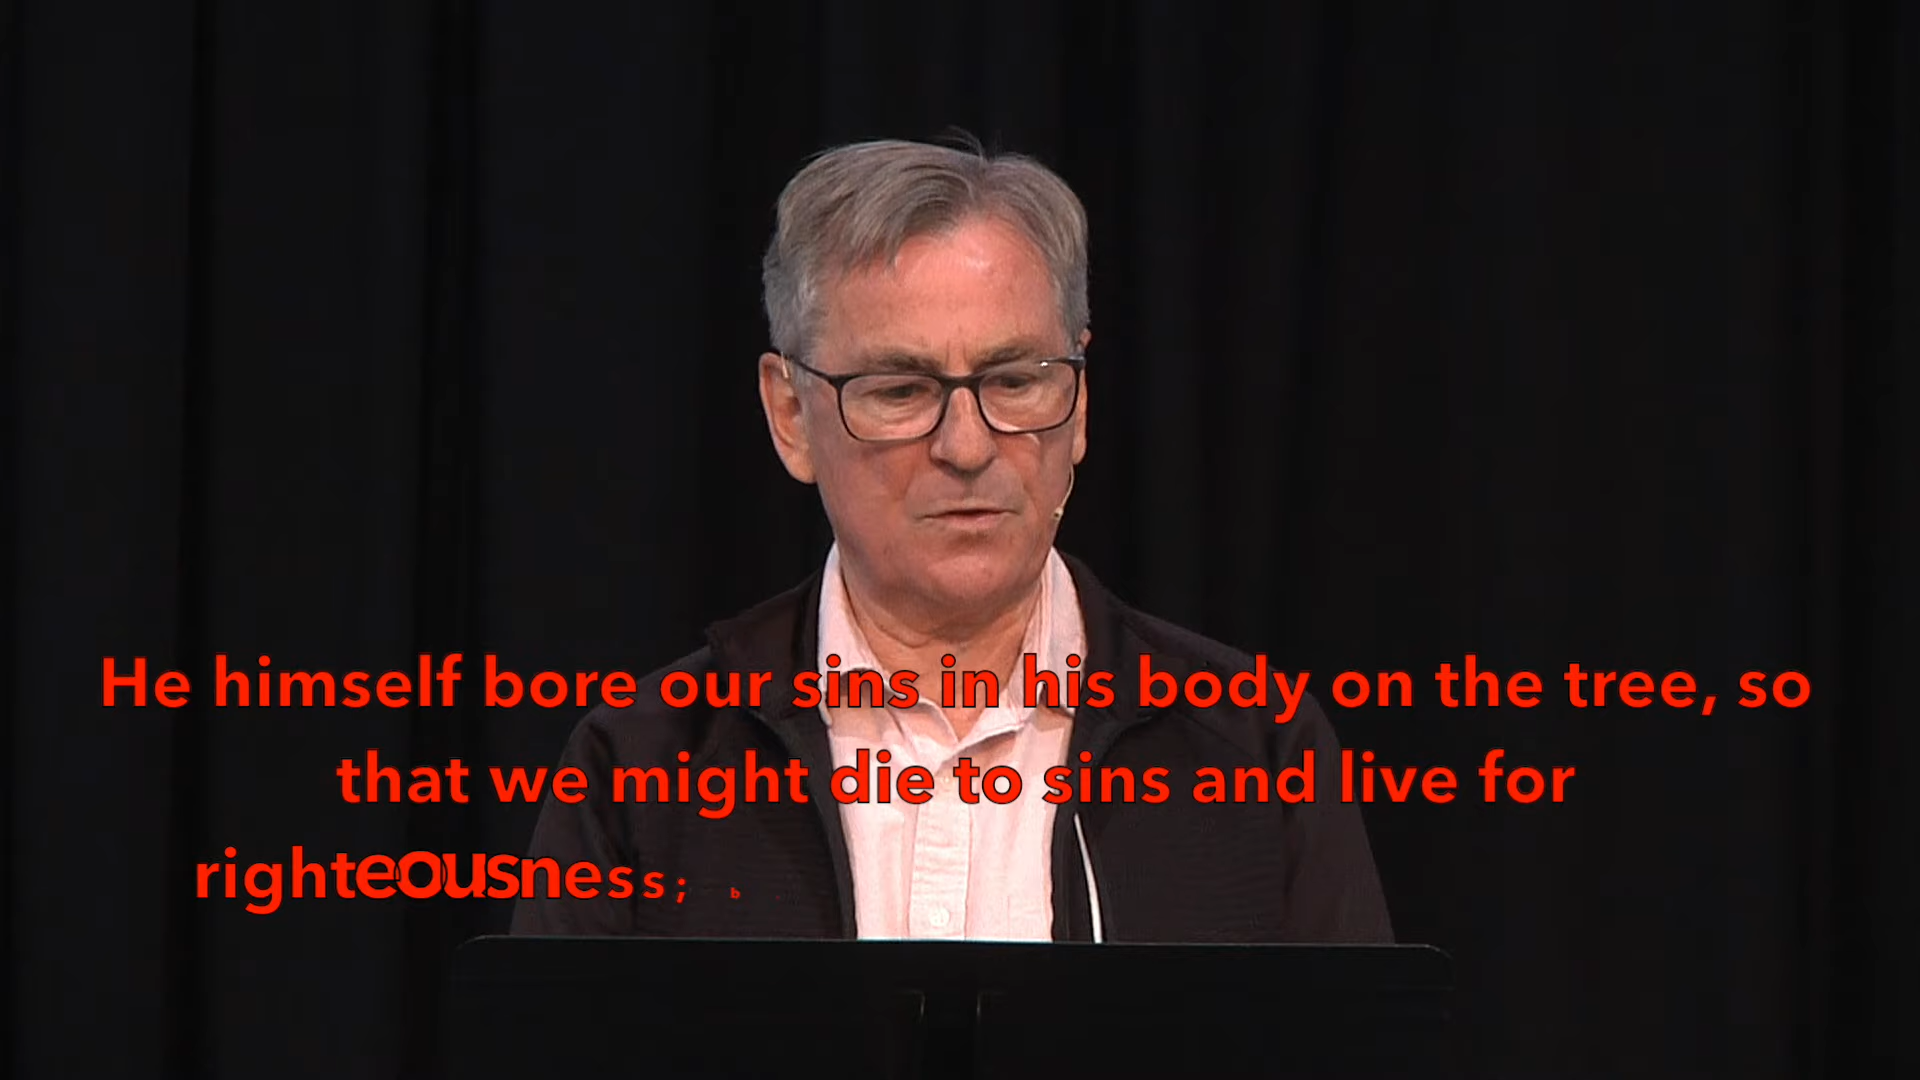 He himself bore our sins in his body on the tree, so
that we might die to sins and live for
righteousness; b